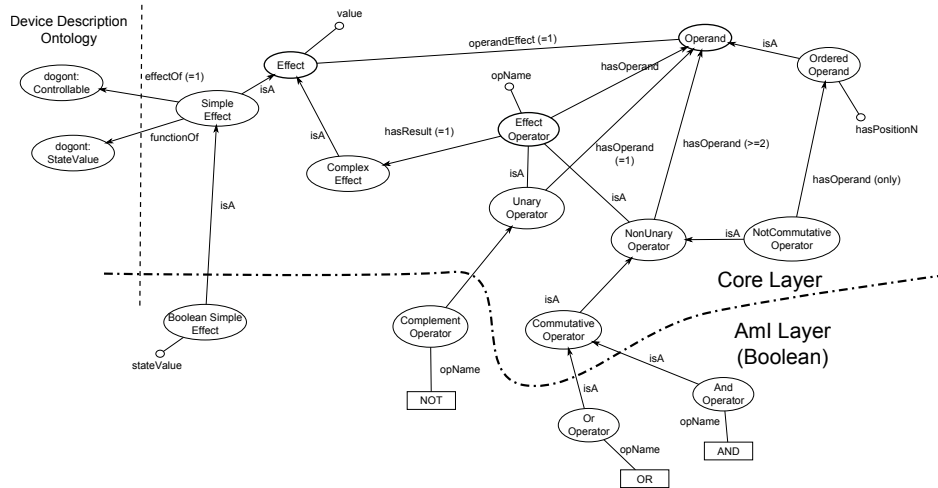 Device Description
Ontology
value
Effect
operandEffect (=1)
Operand
isA
Ordered
Operand
dogont:
Controllable
effectOf (=1)
isA
Simple
Effect
opName
hasOperand
hasPositionN
functionOf
dogont:
StateValue
isA
hasResult (=1)
Effect
Operator
Complex
Effect
hasOperand
(=1)
hasOperand (>=2)
hasOperand (only)
isA
isA
isA
Unary
Operator
NonUnary
Operator
isA
NotCommutative
Operator
Core Layer
Boolean Simple
Effect
stateValue
Complement
Operator
isA
Commutative
Operator
AmI Layer
(Boolean)
opName
NOT
isA
isA
And
Operator
Or
Operator
opName
AND
opName
OR